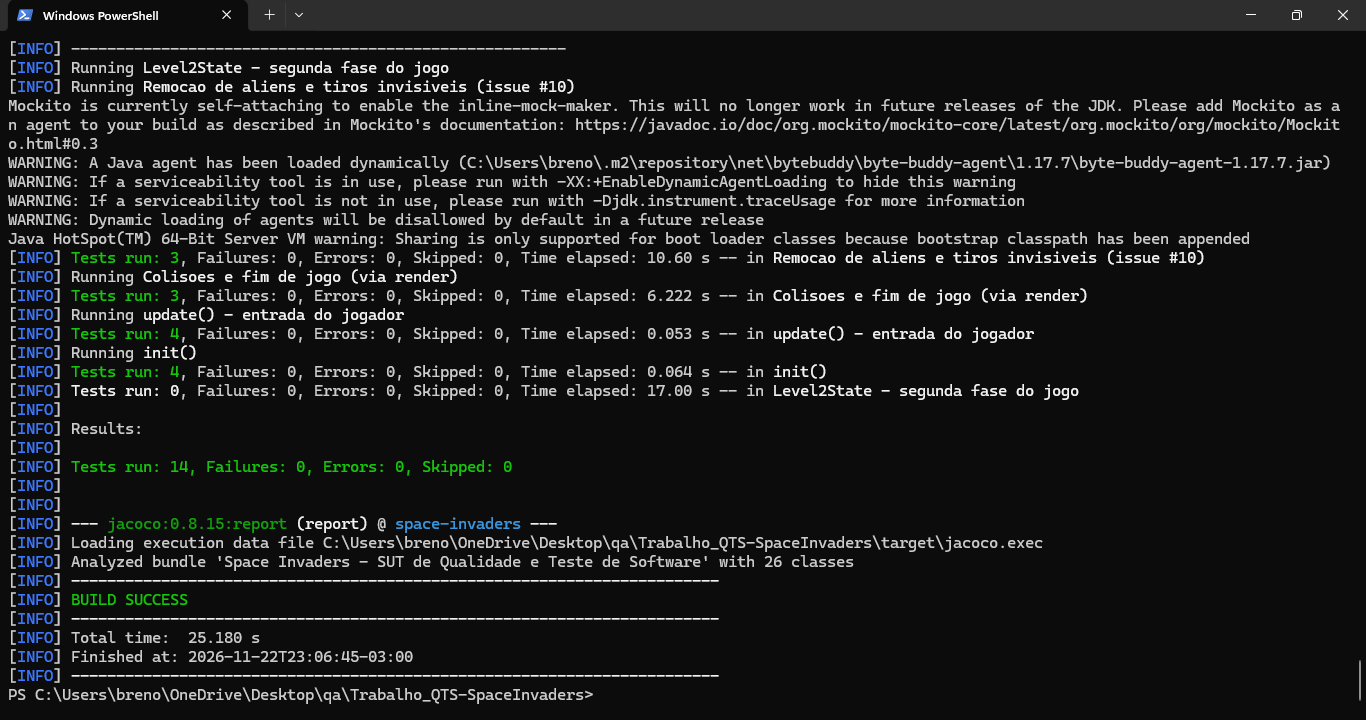 Windows PowerShell
[INFO] -------------------------------------------------------
[INFO] Running Level2State - segunda fase do jogo
[INFO] Running Remocao de aliens e tiros invisiveis (issue #10)
Mockito is currently self-attaching to enable the inline-mock-maker. This will no longer work in future releases of the JDK. Please add Mockito as a
n agent to your build as described in Mockito's documentation: https://javadoc.io/doc/org.mockito/mockito-core/latest/org.mockito/org/mockito/Mockit
o.html#0.3
WARNING: A Java agent has been loaded dynamically (C:\Users\breno\.m2\repository\net\bytebuddy\byte-buddy-agent\1.17.7\byte-buddy-agent-1.17.7.jar)
WARNING: If a serviceability tool is in use, please run with -XX:+EnableDynamicAgentLoading to hide this warning
WARNING: If a serviceability tool is not in use, please run with -Djdk.instrument.traceUsage for more information
WARNING: Dynamic loading of agents will be disallowed by default in a future release
Java HotSpot(TM) 64-Bit Server VM warning: Sharing is only supported for boot loader classes because bootstrap classpath has been appended
[INFO] Tests run: 3, Failures: 0, Errors: 0, Skipped: 0, Time elapsed: 10.60 s -- in Remocao de aliens e tiros invisiveis (issue #10)
[INFO] Running Colisoes e fim de jogo (via render)
[INFO] Tests run: 3, Failures: 0, Errors: 0, Skipped: 0, Time elapsed: 6.222 s -- in Colisoes e fim de jogo (via render)
[INFO] Running update() - entrada do jogador
[INFO] Tests run: 4, Failures: 0, Errors: 0, Skipped: 0, Time elapsed: 0.053 s -- in update() - entrada do jogador
[INFO] Running init()
[INFO] Tests run: 4, Failures: 0, Errors: 0, Skipped: 0, Time elapsed: 0.064 s -- in init()
[INFO] Tests run: 0, Failures: 0, Errors: 0, Skipped: 0, Time elapsed: 17.00 s -- in Level2State - segunda fase do jogo
[INFO]
[INFO] Results:
[INFO]
[INFO] Tests run: 14, Failures: 0, Errors: 0, Skipped: 0
[INFO]
[INFO]
[INFO] --- jacoco:0.8.15:report (report) @ space-invaders ---
[INFO] Loading execution data file C:\Users\breno\OneDrive\Desktop\qa\Trabalho_QTS-SpaceInvaders\target\jacoco.exec
[INFO] Analyzed bundle 'Space Invaders - SUT de Qualidade e Teste de Software' with 26 classes
[INFO] ------------------------------------------------------------------------
[INFO] BUILD SUCCESS
[INFO] ------------------------------------------------------------------------
[INFO] Total time:  25.180 s
[INFO] Finished at: 2026-11-22T23:06:45-03:00
[INFO] ------------------------------------------------------------------------
PS C:\Users\breno\OneDrive\Desktop\qa\Trabalho_QTS-SpaceInvaders>